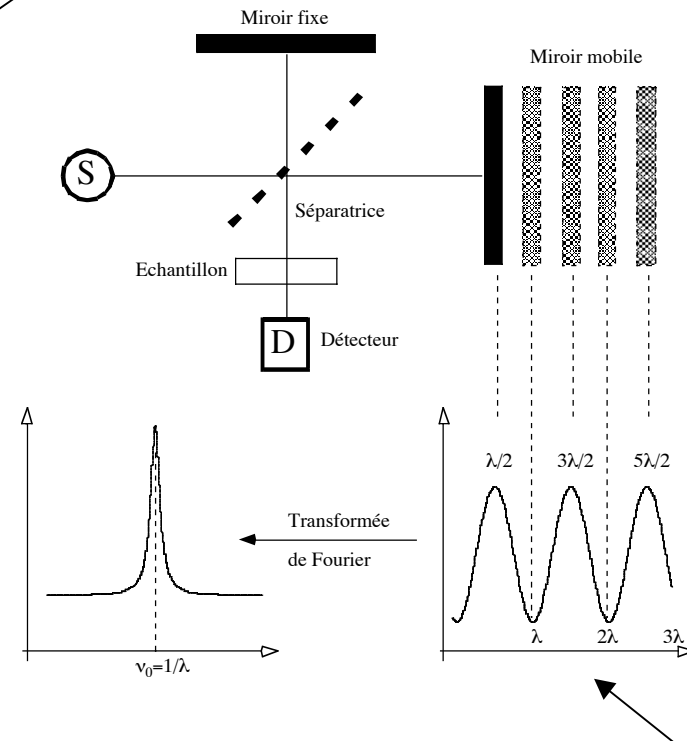 Miroir fixe
Miroir mobile
S
Séparatrice
Echantillon
D
Détecteur
λ/2
3λ/2
5λ/2
Transformée
de Fourier
λ
2λ
3λ
ν₀=1/λ